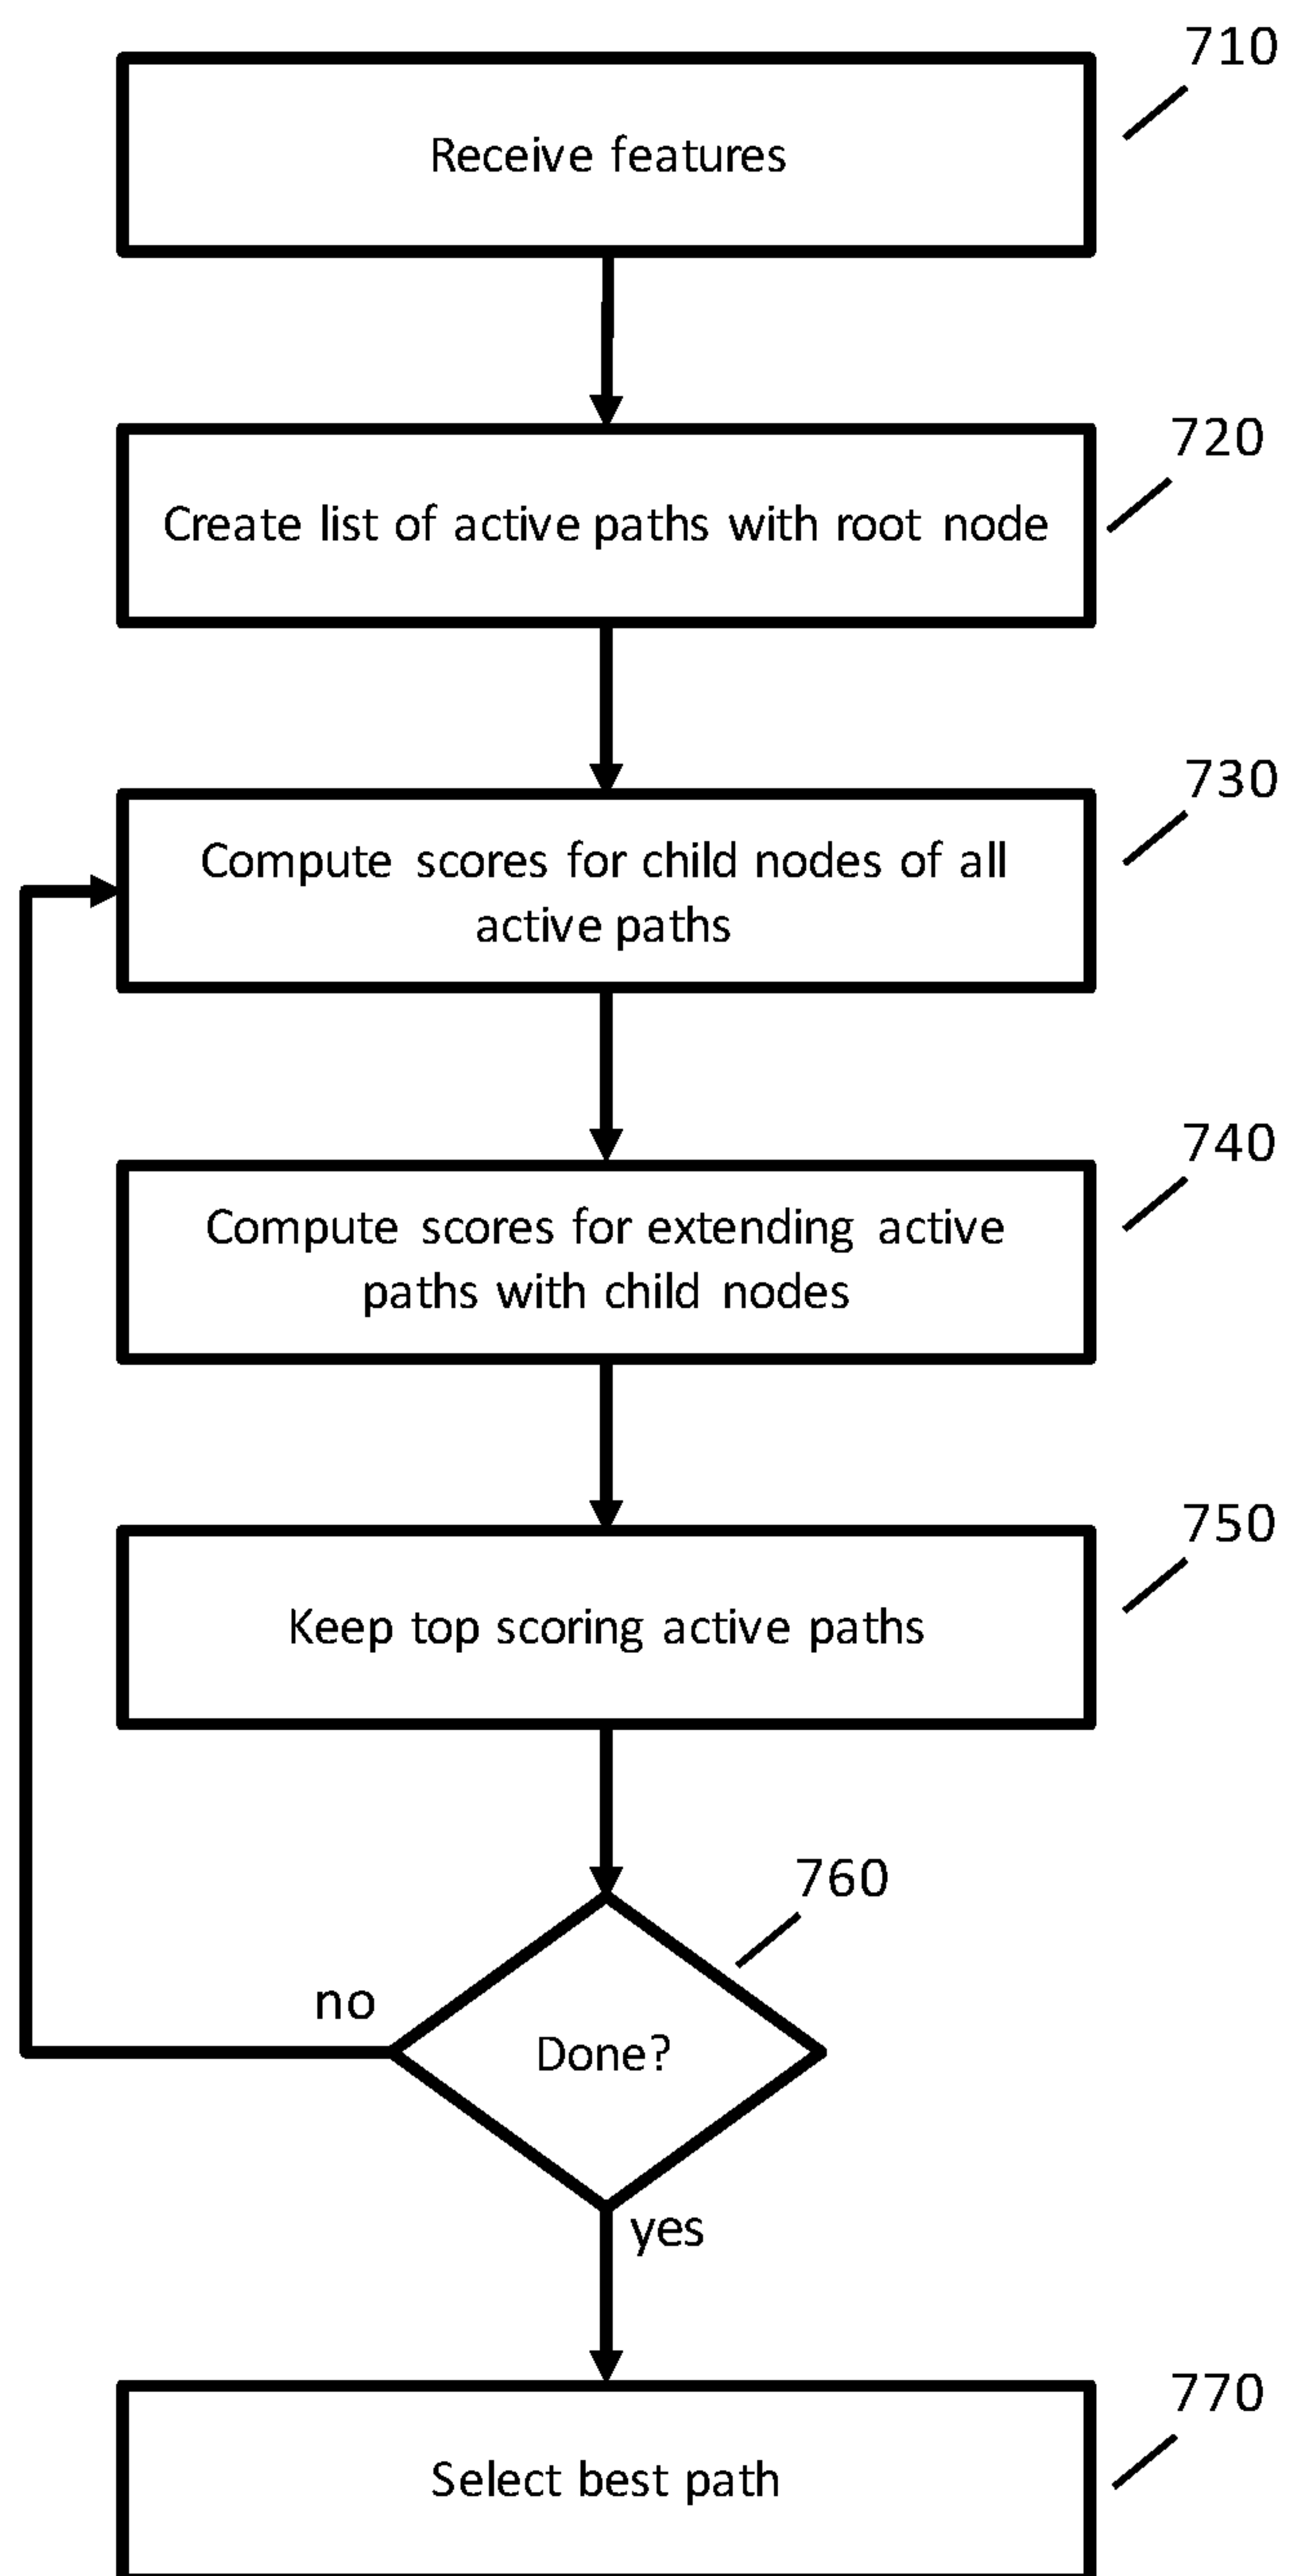 710
Receive features
720
Create list of active paths with root node
730
Compute scores for child nodes of all
active paths
740
Compute scores for extending active
paths with child nodes
750
Keep top scoring active paths
760
no
Done?
yes
770
Select best path